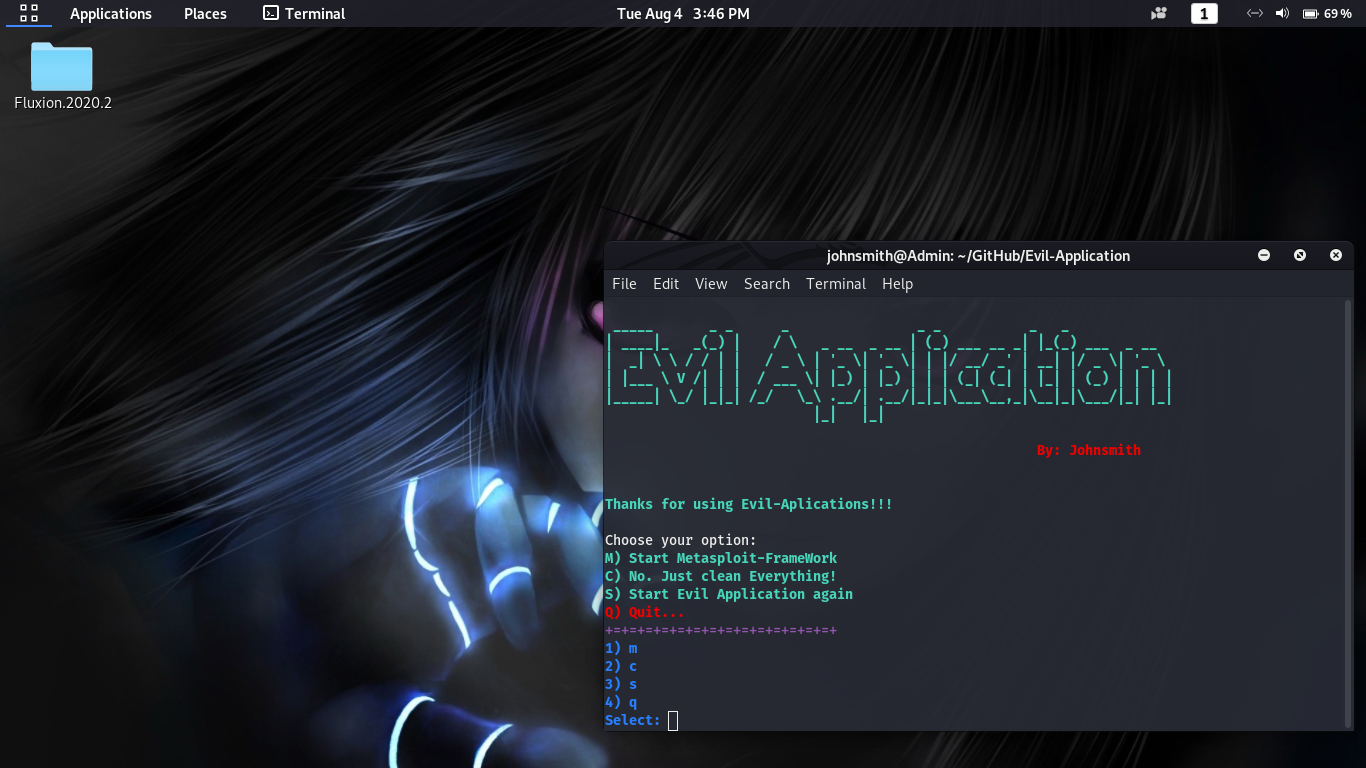 Applications Places Terminal Tue Aug 4 3:46 PM 1 69 %
Fluxion.2020.2
johnsmith@Admin: ~/GitHub/Evil-Application
File Edit View Search Terminal Help
Evil Application
By: Johnsmith
Thanks for using Evil-Aplications!!!
Choose your option:
M) Start Metasploit-FrameWork
C) No. Just clean Everything!
S) Start Evil Application again
Q) Quit...
+=+=+=+=+=+=+=+=+=+=+=+=+=+=+
1) m
2) c
3) s
4) q
Select: